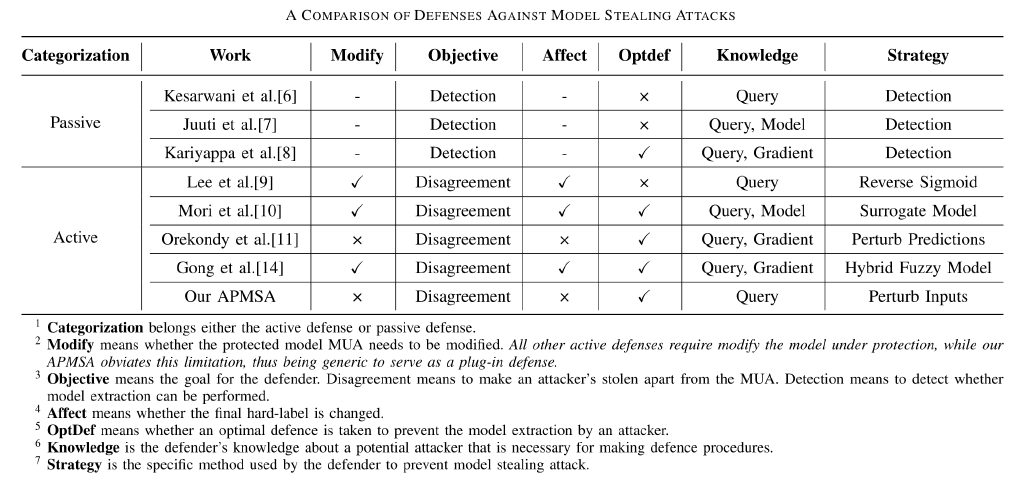 A COMPARISON OF DEFENSES AGAINST MODEL STEALING ATTACKS
Categorization Work Modify Objective Affect Optdef Knowledge Strategy
Passive
Kesarwani et al.[6] - Detection - × Query Detection
Juuti et al.[7] - Detection - × Query, Model Detection
Kariyappa et al.[8] - Detection - ✓ Query, Gradient Detection
Active
Lee et al.[9] ✓ Disagreement ✓ × Query Reverse Sigmoid
Mori et al.[10] ✓ Disagreement ✓ ✓ Query, Model Surrogate Model
Orekondy et al.[11] × Disagreement × ✓ Query, Gradient Perturb Predictions
Gong et al.[14] ✓ Disagreement ✓ ✓ Query, Gradient Hybrid Fuzzy Model
Our APMSA × Disagreement × ✓ Query Perturb Inputs
1 Categorization belongs either the active defense or passive defense.
2 Modify means whether the protected model MUA needs to be modified. All other active defenses require modify the model under protection, while our
APMSA obviates this limitation, thus being generic to serve as a plug-in defense.
3 Objective means the goal for the defender. Disagreement means to make an attacker's stolen apart from the MUA. Detection means to detect whether
model extraction can be performed.
4 Affect means whether the final hard-label is changed.
5 OptDef means whether an optimal defence is taken to prevent the model extraction by an attacker.
6 Knowledge is the defender's knowledge about a potential attacker that is necessary for making defence procedures.
7 Strategy is the specific method used by the defender to prevent model stealing attack.